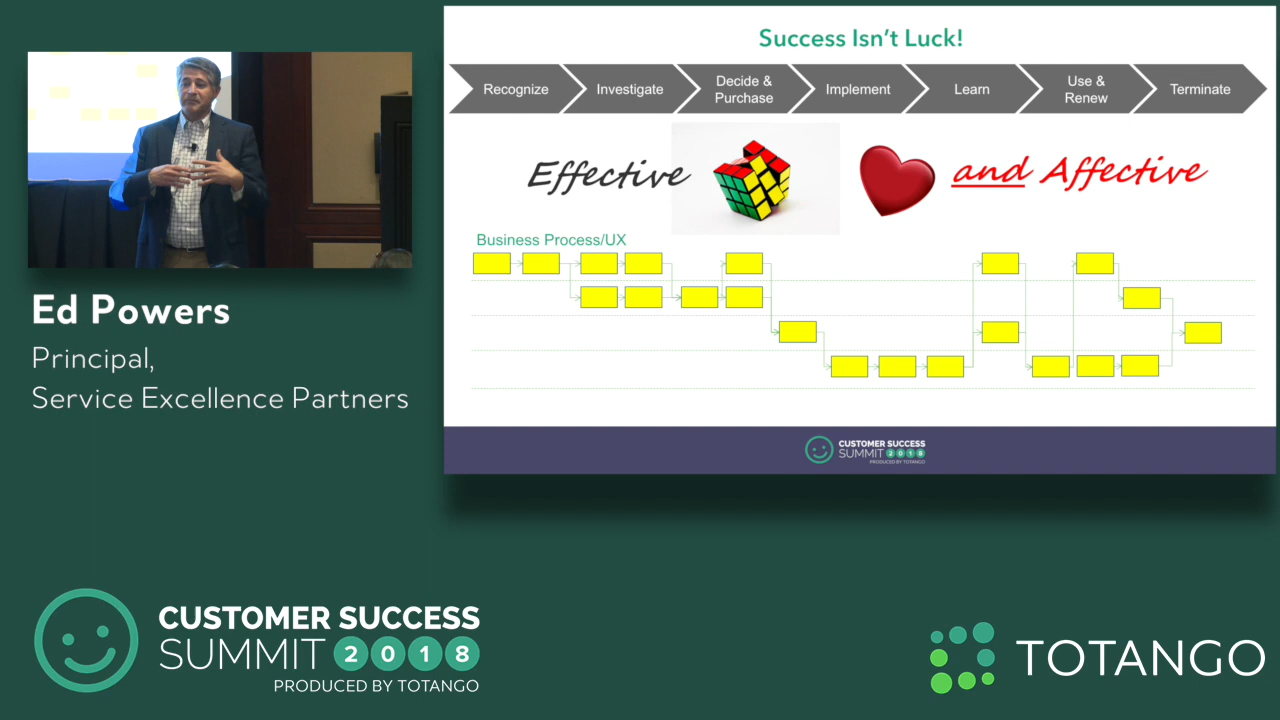 Success Isn't Luck!
Recognize
Investigate
Decide &
Purchase
Implement
Learn
Use &
Renew
Terminate
Effective
and Affective
Business Process/UX
CUSTOMER SUCCESS
SUMMIT 2018
PRODUCED BY TOTANGO
Ed Powers
Principal,
Service Excellence Partners
CUSTOMER SUCCESS
SUMMIT 2018
PRODUCED BY TOTANGO
TOTANGO